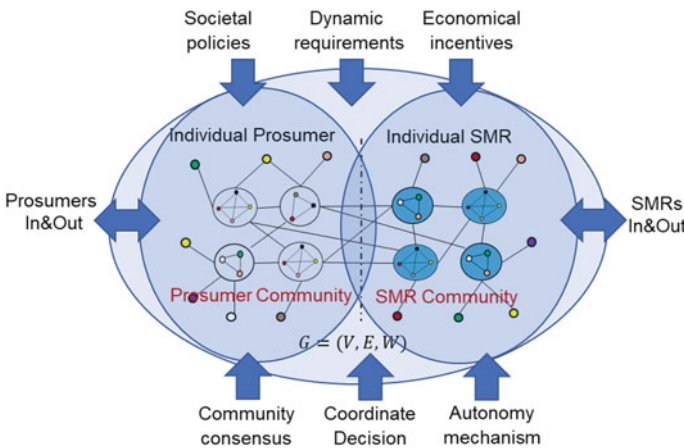 Societal
policies
Dynamic
requirements
Economical
incentives
Individual Prosumer
Individual SMR
Prosumers
In&Out
SMRs
In&Out
Prosumer Community
SMR Community
G = (V, E, W)
Community
consensus
Coordinate
Decision
Autonomy
mechanism